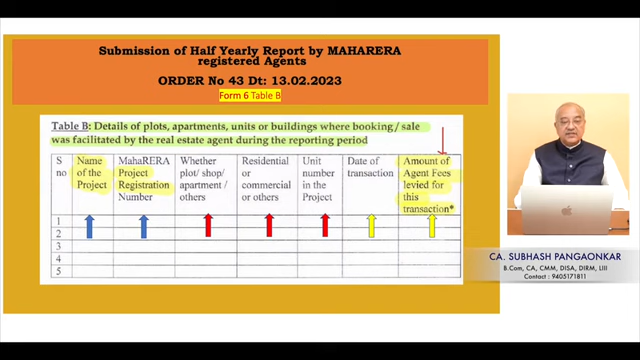 Submission of Half Yearly Report by MAHARERA
registered Agents
ORDER No 43 Dt: 13.02.2023
Form 6 Table B
Table B: Details of plots, apartments, units or buildings where booking/sale
was facilitated by the real estate agent during the reporting period
S no
Name of the Project
MahaRERA Project Registration Number
Whether plot/ shop/ apartment / others
Residential or commercial or others
Unit number in the Project
Date of transaction
Amount of Agent Fees levied for this transaction*
1
2
3
4
5
CA. SUBHASH PANGAONKAR
B.Com, CA, CMM, DISA, DIRM, LIII
Contact : 9405171811